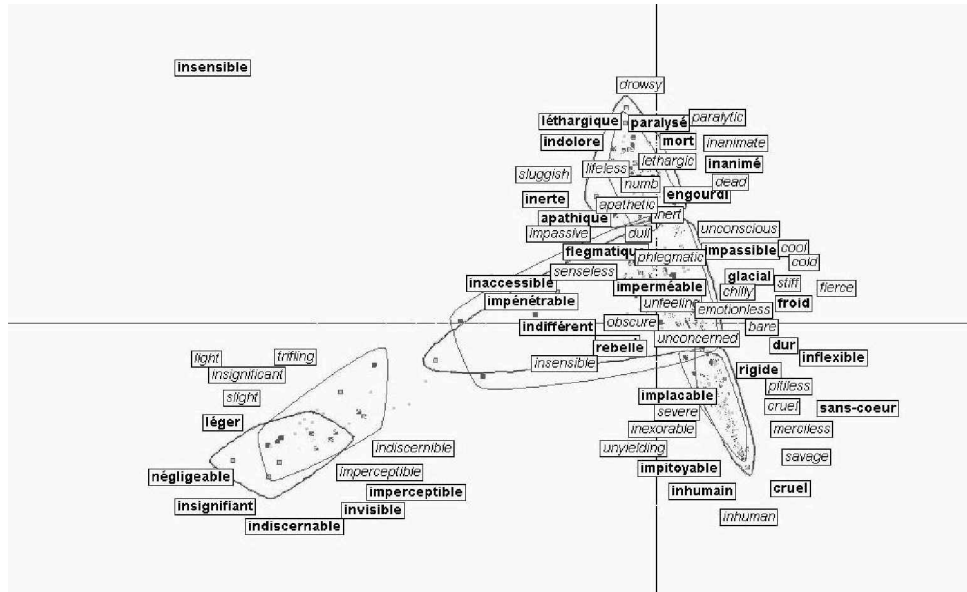 insensible
drowsy
léthargique
paralysé
paralytic
indolore
mort
inanimate
lethargic
inanimé
lifeless
sluggish
numb
dead
engourdi
inerte
apathetic
apathique
inert
impassive
dull
unconscious
flegmatique
phlegmatic
impassible
cool
cold
senseless
glacial
inaccessible
imperméable
chilly
stiff
fierce
impénétrable
unfeeling
emotionless
froid
indifférent
obscure
bare
rebelle
unconcerned
dur
insensible
inflexible
light
trifling
rigide
insignificant
pitiless
slight
implacable
cruel
sans-coeur
léger
severe
inexorable
merciless
indiscernible
unyielding
savage
négligeable
imperceptible
impitoyable
imperceptible
inhumain
cruel
insignifiant
invisible
inhuman
indiscernable